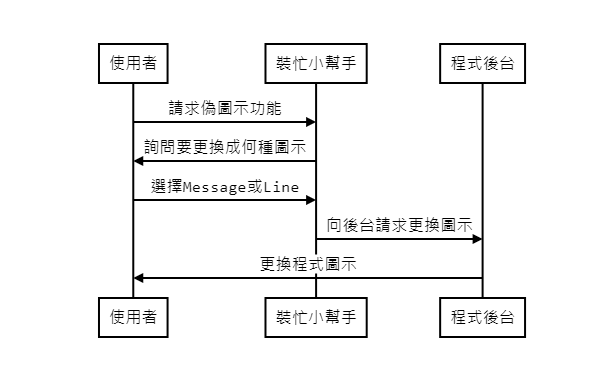 使用者
裝忙小幫手
程式後台
請求偽圖示功能
詢問要更換成何種圖示
選擇Message或Line
向後台請求更換圖示
更換程式圖示
使用者
裝忙小幫手
程式後台